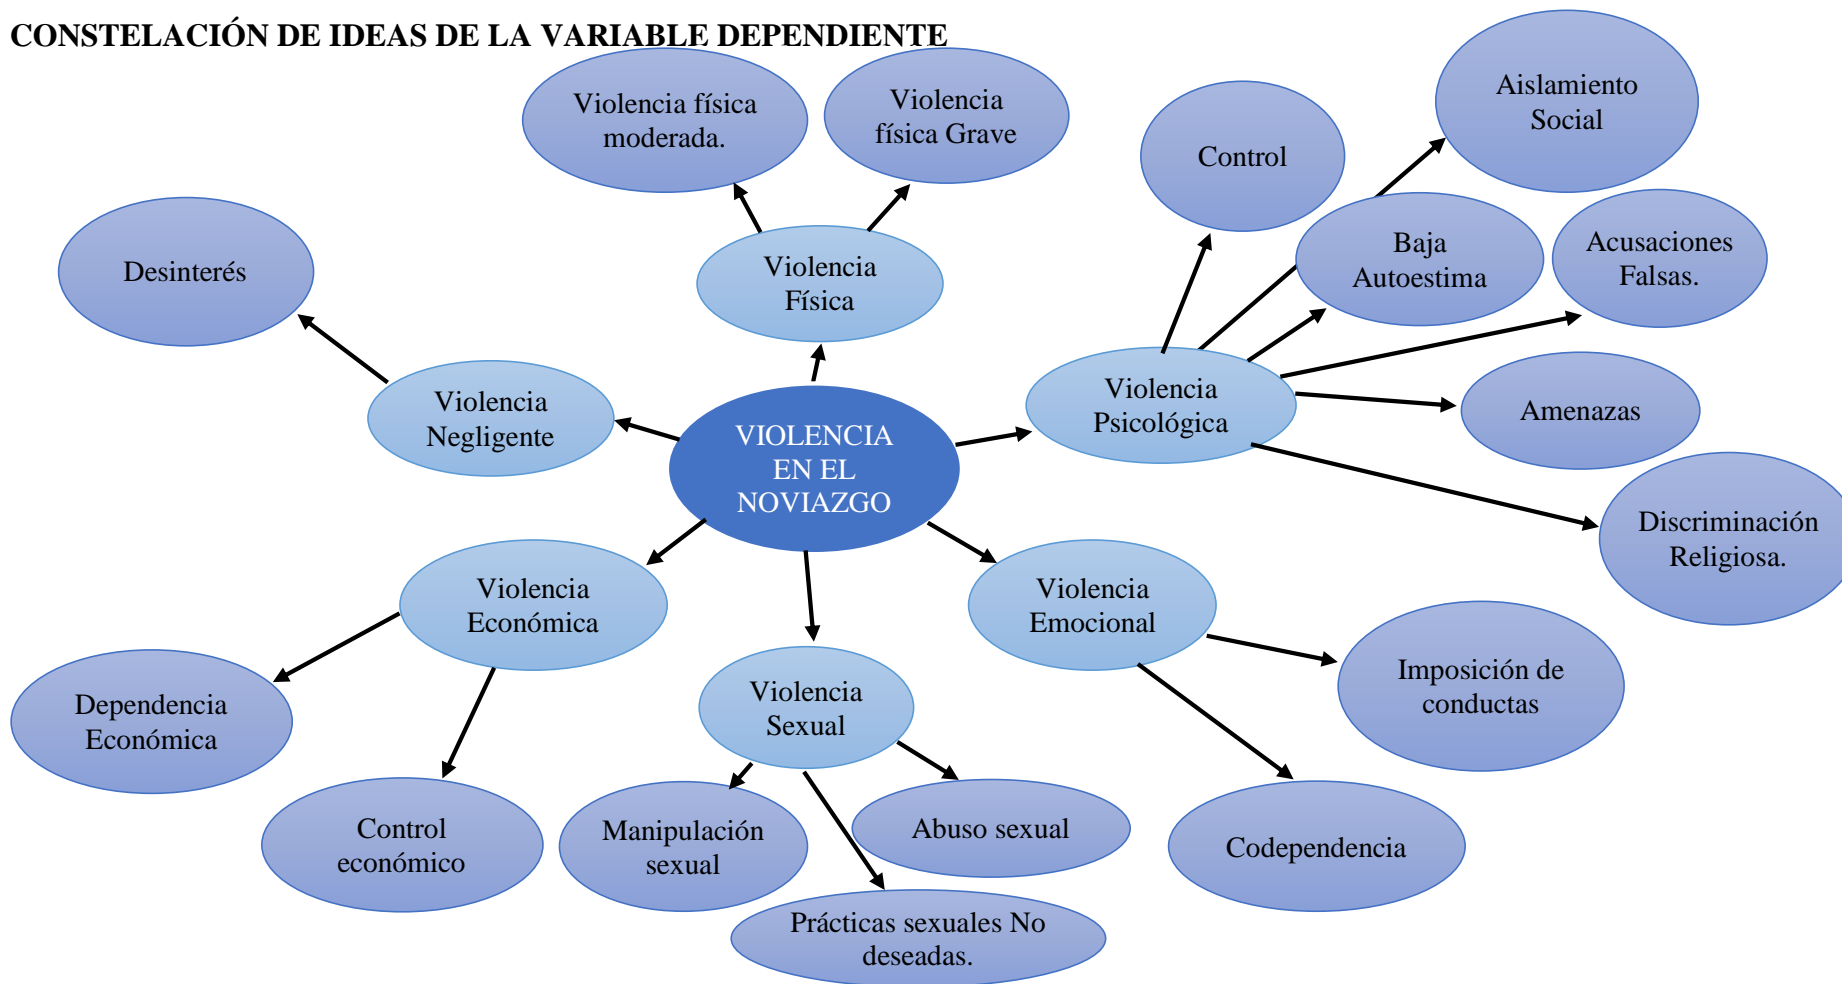 CONSTELACIÓN DE IDEAS DE LA VARIABLE DEPENDIENTE
Violencia física
moderada.
Violencia
física Grave
Control
Aislamiento
Social
Desinterés
Violencia
Física
Baja
Autoestima
Acusaciones
Falsas.
Violencia
Negligente
VIOLENCIA
EN EL
NOVIAZGO
Violencia
Psicológica
Amenazas
Discriminación
Religiosa.
Violencia
Económica
Violencia
Emocional
Dependencia
Económica
Violencia
Sexual
Imposición de
conductas
Control
económico
Manipulación
sexual
Abuso sexual
Codependencia
Prácticas sexuales No
deseadas.